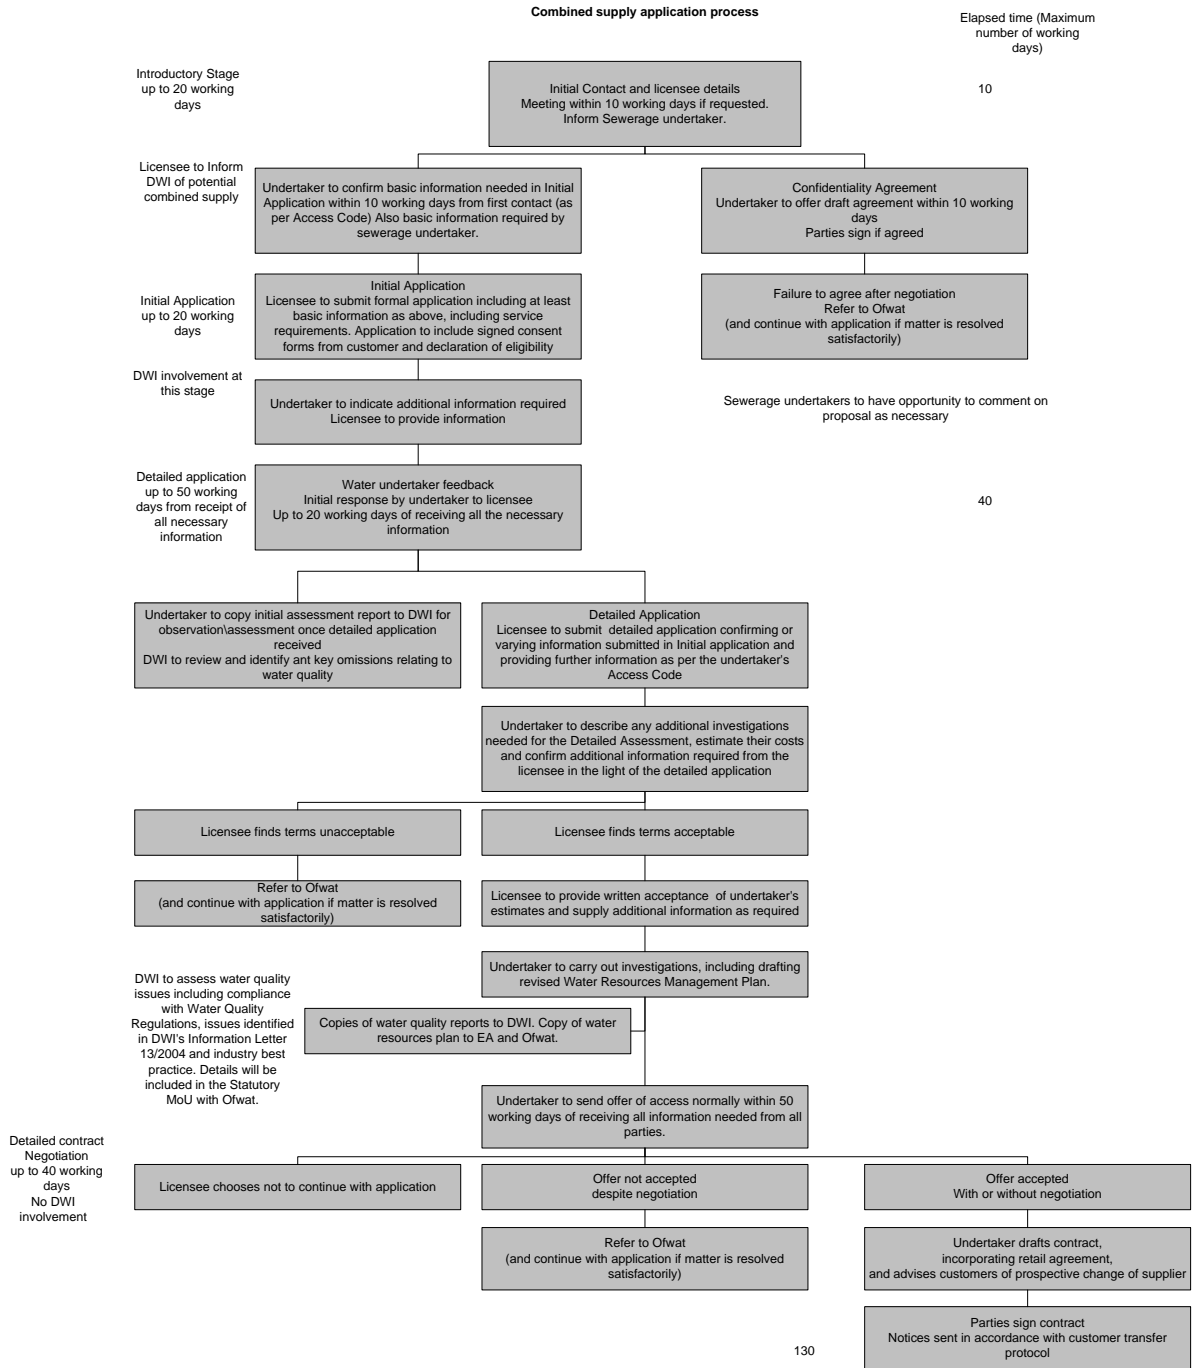 Combined supply application process
Elapsed time (Maximum
number of working
days)
Introductory Stage
up to 20 working
days
Initial Contact and licensee details
Meeting within 10 working days if requested.
Inform Sewerage undertaker.
10
Licensee to Inform
DWI of potential
combined supply
Undertaker to confirm basic information needed in Initial
Application within 10 working days from first contact (as
per Access Code) Also basic information required by
sewerage undertaker.
Confidentiality Agreement
Undertaker to offer draft agreement within 10 working
days
Parties sign if agreed
Initial Application
up to 20 working
days
Initial Application
Licensee to submit formal application including at least
basic information as above, including service
requirements. Application to include signed consent
forms from customer and declaration of eligibility
Failure to agree after negotiation
Refer to Ofwat
(and continue with application if matter is resolved
satisfactorily)
DWI involvement at
this stage
Undertaker to indicate additional information required
Licensee to provide information
Sewerage undertakers to have opportunity to comment on
proposal as necessary
Detailed application
up to 50 working
days from receipt of
all necessary
information
Water undertaker feedback
Initial response by undertaker to licensee
Up to 20 working days of receiving all the necessary
information
40
Undertaker to copy initial assessment report to DWI for
observation\assessment once detailed application
received
DWI to review and identify ant key omissions relating to
water quality
Detailed Application
Licensee to submit detailed application confirming or
varying information submitted in Initial application and
providing further information as per the undertaker's
Access Code
Undertaker to describe any additional investigations
needed for the Detailed Assessment, estimate their costs
and confirm additional information required from the
licensee in the light of the detailed application
Licensee finds terms unacceptable
Licensee finds terms acceptable
Refer to Ofwat
(and continue with application if matter is resolved
satisfactorily)
Licensee to provide written acceptance of undertaker's
estimates and supply additional information as required
Undertaker to carry out investigations, including drafting
revised Water Resources Management Plan.
DWI to assess water quality
issues including compliance
with Water Quality
Regulations, issues identified
in DWI's Information Letter
13/2004 and industry best
practice. Details will be
included in the Statutory
MoU with Ofwat.
Copies of water quality reports to DWI. Copy of water
resources plan to EA and Ofwat.
Undertaker to send offer of access normally within 50
working days of receiving all information needed from all
parties.
Detailed contract
Negotiation
up to 40 working
days
No DWI
involvement
Licensee chooses not to continue with application
Offer not accepted
despite negotiation
Offer accepted
With or without negotiation
Refer to Ofwat
(and continue with application if matter is resolved
satisfactorily)
Undertaker drafts contract,
incorporating retail agreement,
and advises customers of prospective change of supplier
130
Parties sign contract
Notices sent in accordance with customer transfer
protocol